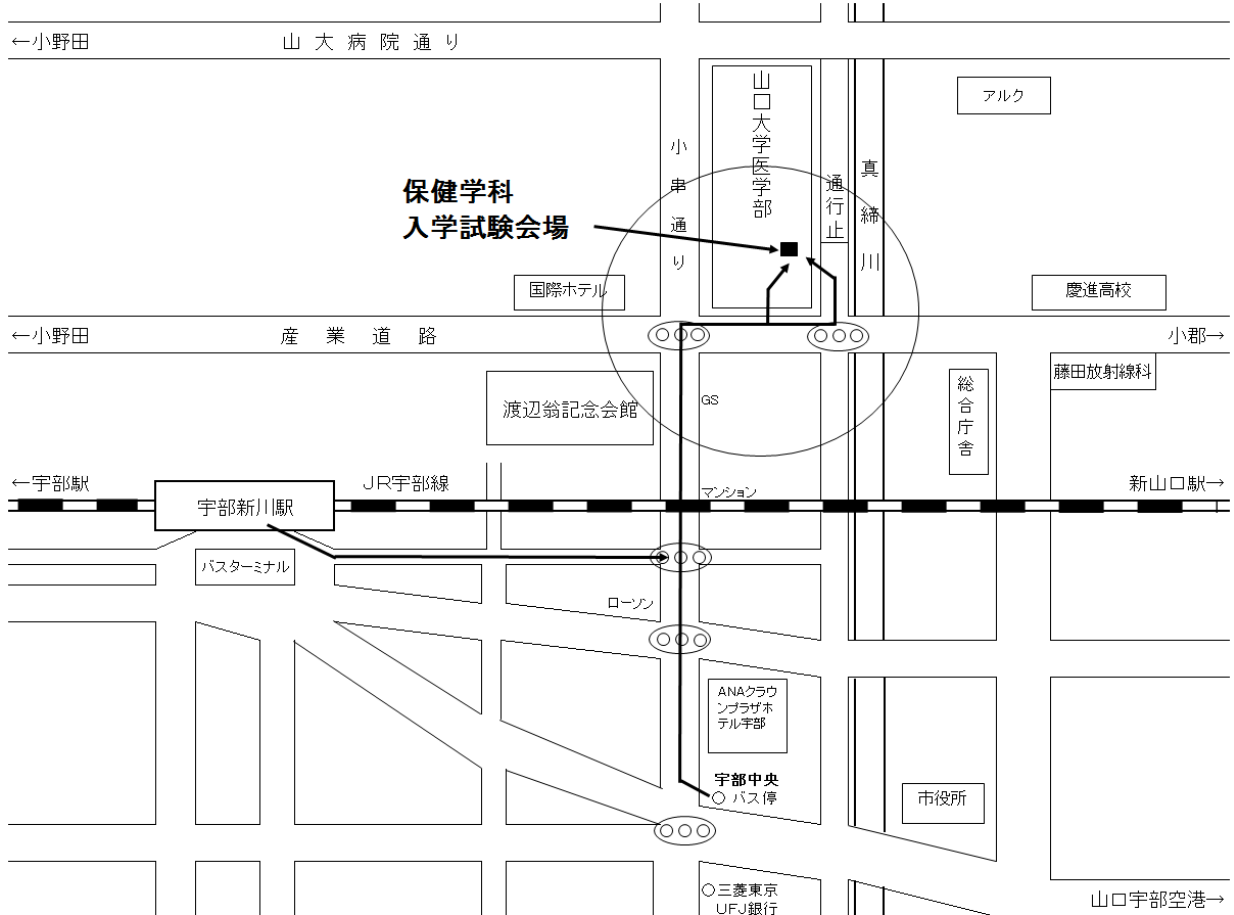 ←小野田
山大病院通り
山口大学医学部
アルク
小串通り
通行止
真締川
保健学科
入学試験会場
国際ホテル
慶進高校
←小野田
産業道路
小郡→
藤田放射線科
総合庁舎
渡辺翁記念会館
GS
←宇部駅
JR宇部線
マンション
新山口駅→
宇部新川駅
バスターミナル
ローソン
ANAクラウ
ンプラザホ
テル宇部
宇部中央
○ バス停
市役所
○三菱東京
UFJ銀行
山口宇部空港→